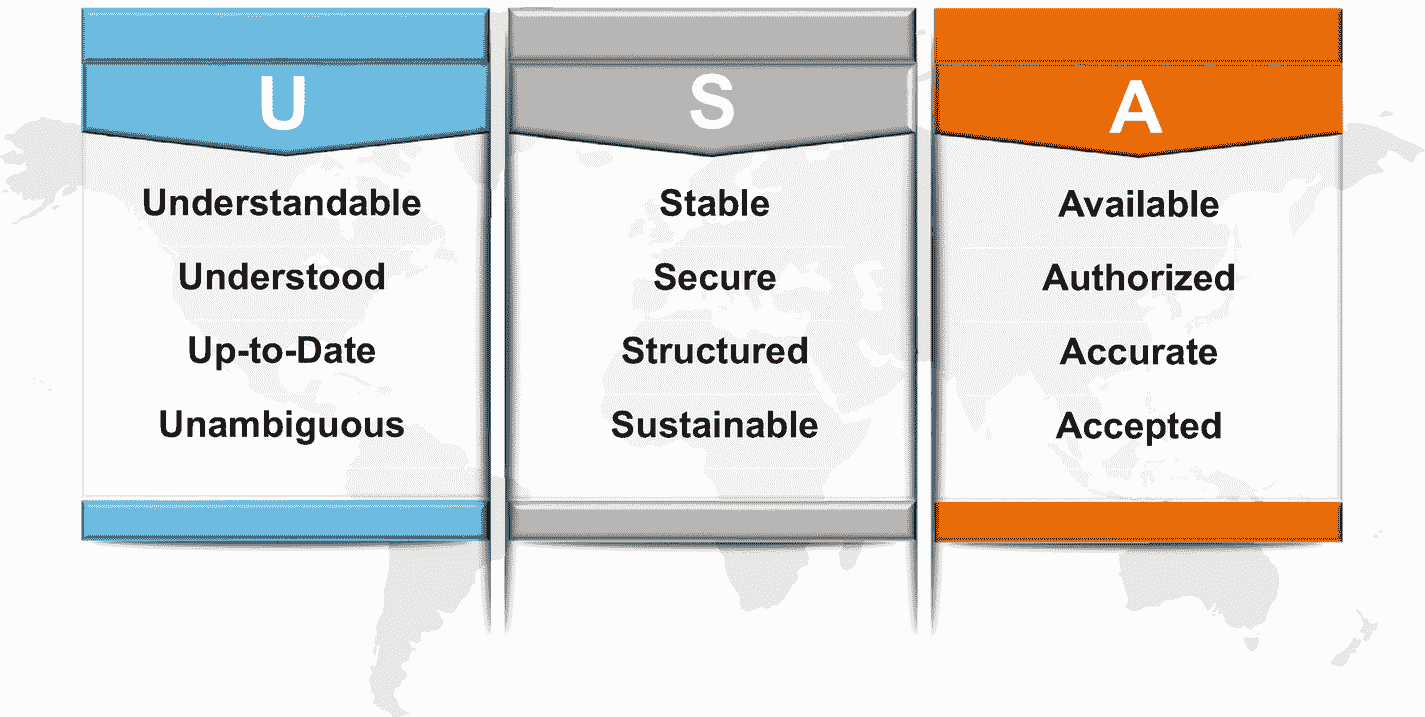 U
Understandable
Understood
Up-to-Date
Unambiguous
S
Stable
Secure
Structured
Sustainable
A
Available
Authorized
Accurate
Accepted